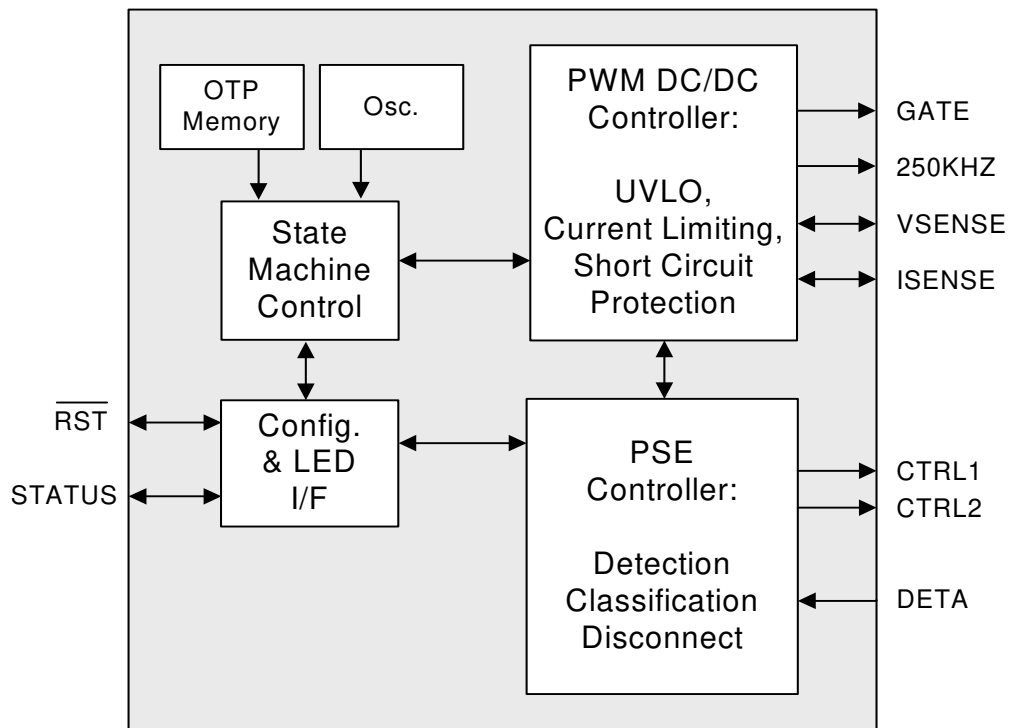 OTP
Memory
Osc.
State
Machine
Control
PWM DC/DC
Controller:
UVLO,
Current Limiting,
Short Circuit
Protection
GATE
250KHZ
VSENSE
ISENSE
RST
STATUS
Config.
& LED
I/F
PSE
Controller:
Detection
Classification
Disconnect
CTRL1
CTRL2
DETA